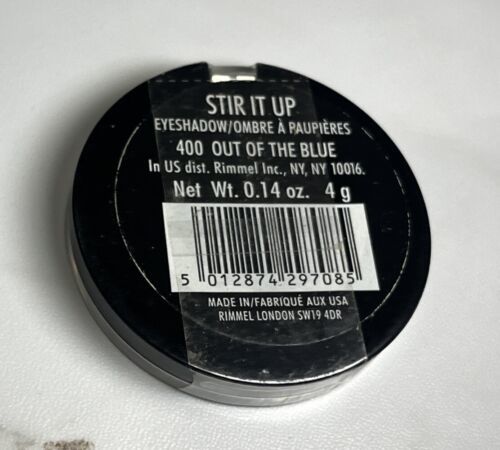 STIR IT UP
EYESHADOW/OMBRE À PAUPIÈRES
400 OUT OF THE BLUE
In US dist. Rimmel Inc., NY, NY 10016.
Net Wt. 0.14 oz. 4 g
5 012874 297085
MADE IN/FABRIQUÉ AUX USA
RIMMEL LONDON SW19 4DR